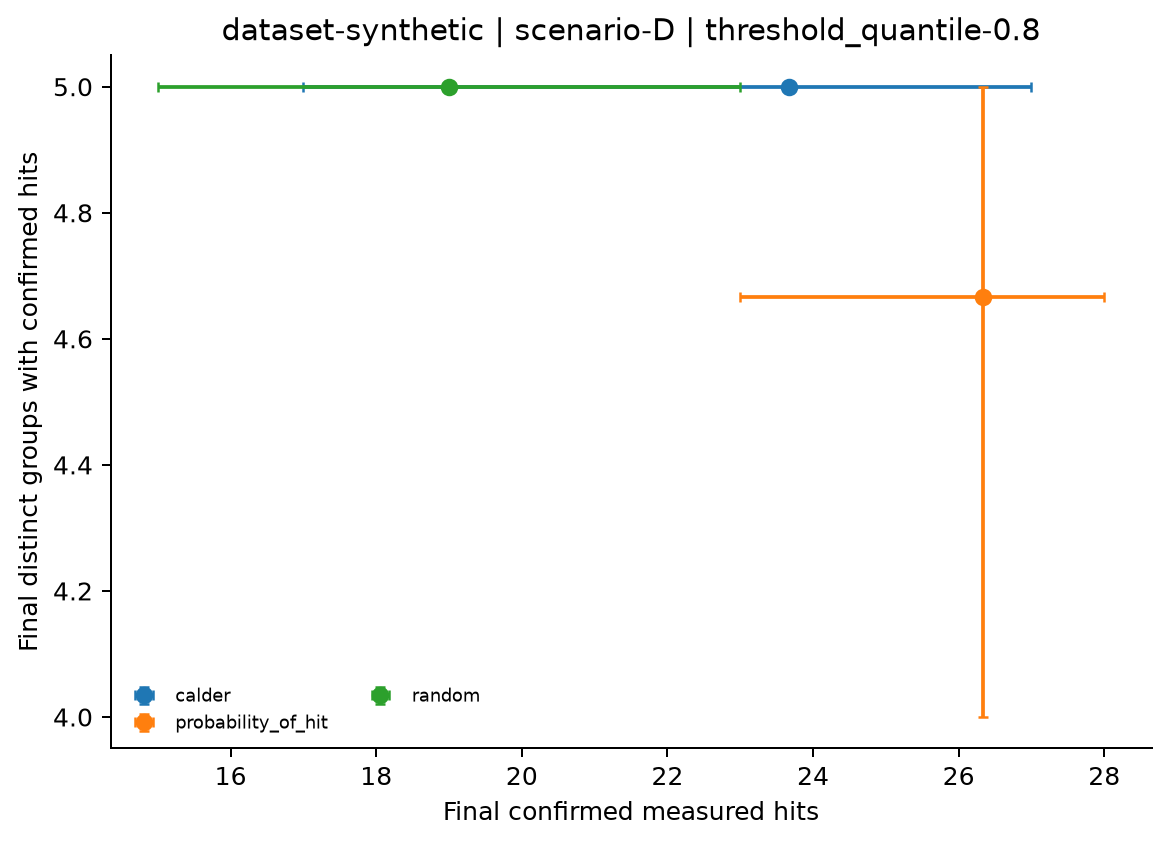 dataset-synthetic | scenario-D | threshold_quantile-0.8
Final distinct groups with confirmed hits
5.0
4.8
4.6
4.4
4.2
4.0
calder
random
probability_of_hit
16 18 20 22 24 26 28
Final confirmed measured hits